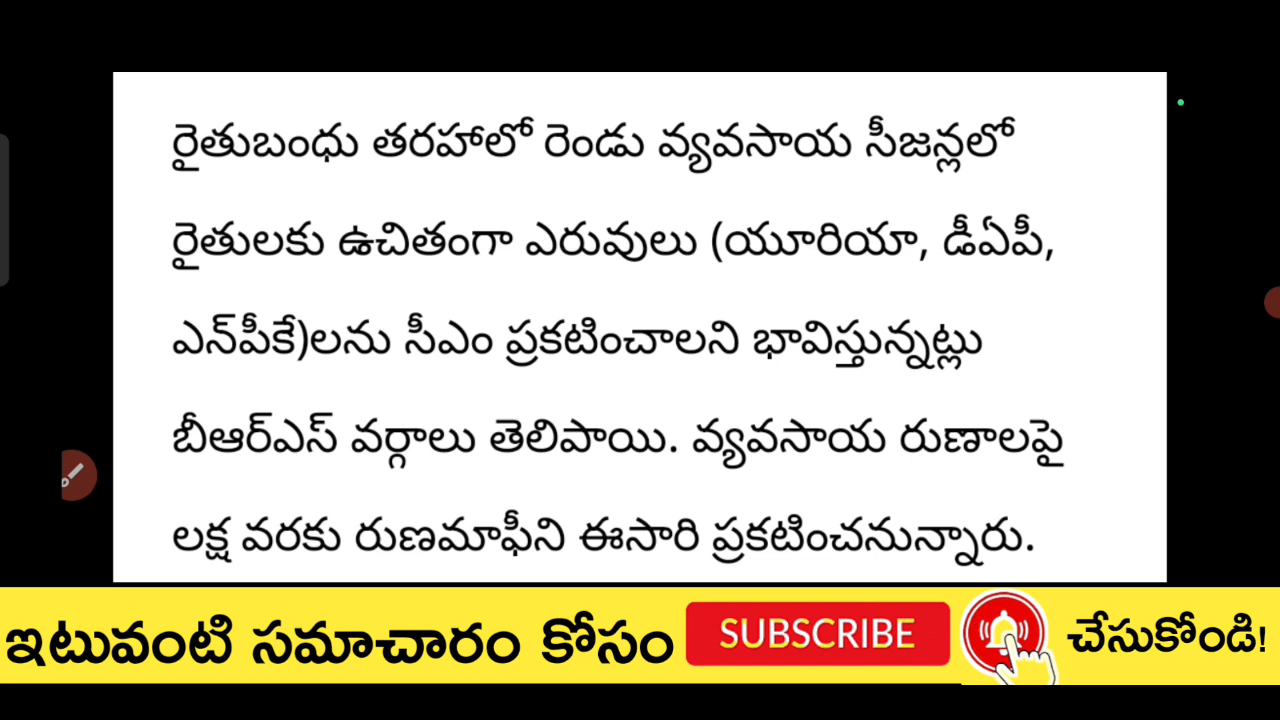 రైతుబంధు తరహాలో రెండు వ్యవసాయ సీజన్లలో
రైతులకు ఉచితంగా ఎరువులు (యూరియా, డీఏపీ,
ఎన్‌పీకే)లను సీఎం ప్రకటించాలని భావిస్తున్నట్లు
బీఆర్ఎస్ వర్గాలు తెలిపాయి. వ్యవసాయ రుణాలపై
లక్ష వరకు రుణమాఫీని ఈసారి ప్రకటించనున్నారు.
ఇటువంటి సమాచారం కోసం SUBSCRIBE చేసుకోండి!